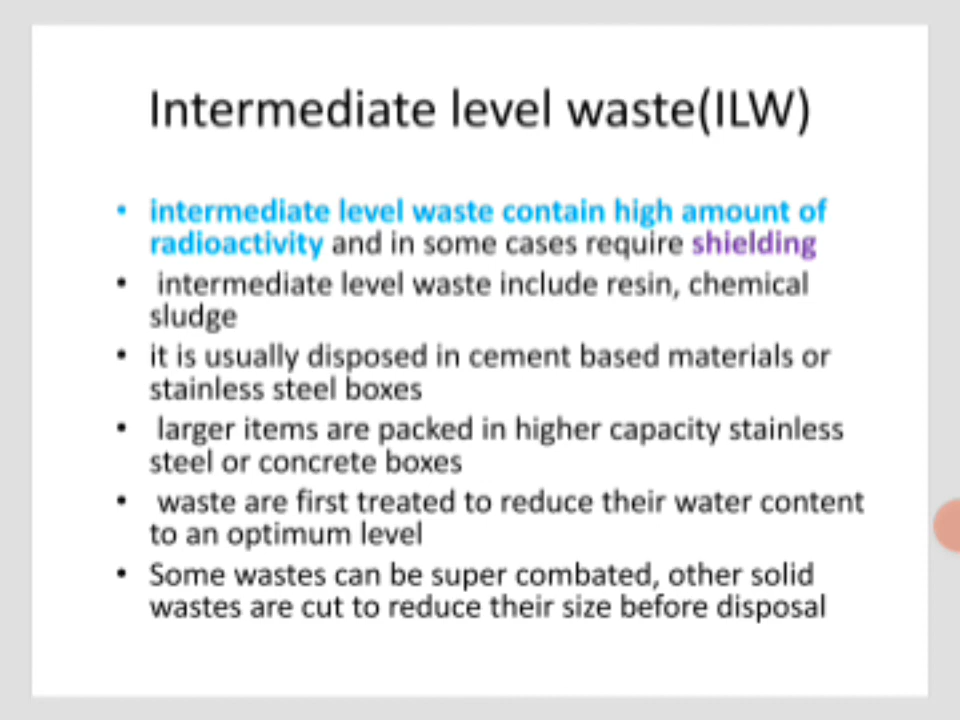 Intermediate level waste(ILW)
• intermediate level waste contain high amount of
radioactivity and in some cases require shielding
• intermediate level waste include resin, chemical
sludge
• it is usually disposed in cement based materials or
stainless steel boxes
• larger items are packed in higher capacity stainless
steel or concrete boxes
• waste are first treated to reduce their water content
to an optimum level
• Some wastes can be super combated, other solid
wastes are cut to reduce their size before disposal